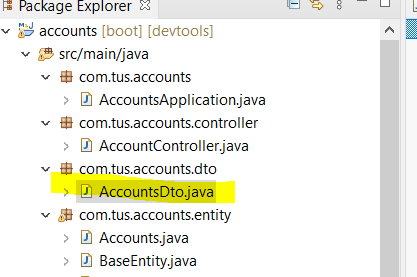 Package Explorer
accounts [boot] [devtools]
src/main/java
com.tus.accounts
AccountsApplication.java
com.tus.accounts.controller
AccountController.java
com.tus.accounts.dto
AccountsDto.java
com.tus.accounts.entity
Accounts.java
BaseEntity.java